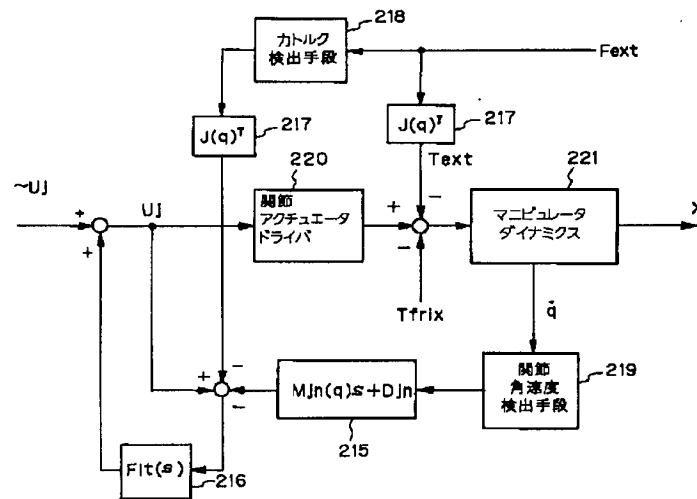 218
力トルク
検出手段
Fext
J(q)ᵀ
217
J(q)ᵀ
217
~Uj
+
+
Uj
220
関節
アクチュエータ
ドライバ
Text
+
−
−
Tfrix
221
マニピュレータ
ダイナミクス
X
q̇
+
−
−
Mjn(q)s+Djn
215
関節
角速度
検出手段
219
Flt(s)
216